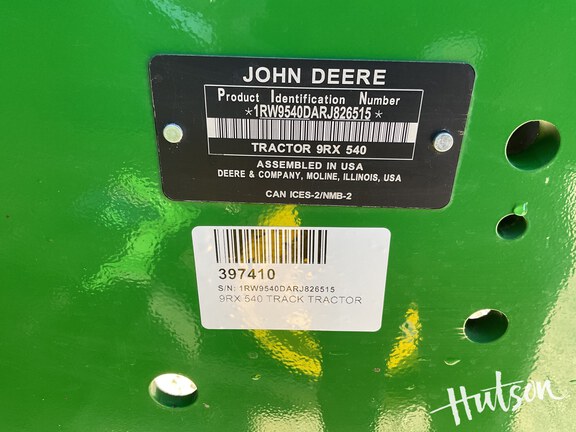 JOHN DEERE
Product Identification Number
*1RW9540DARJ826515*
TRACTOR 9RX 540
ASSEMBLED IN USA
DEERE & COMPANY, MOLINE, ILLINOIS, USA
CAN ICES-2/NMB-2
397410
S/N: 1RW9540DARJ826515
9RX 540 TRACK TRACTOR
Hutson